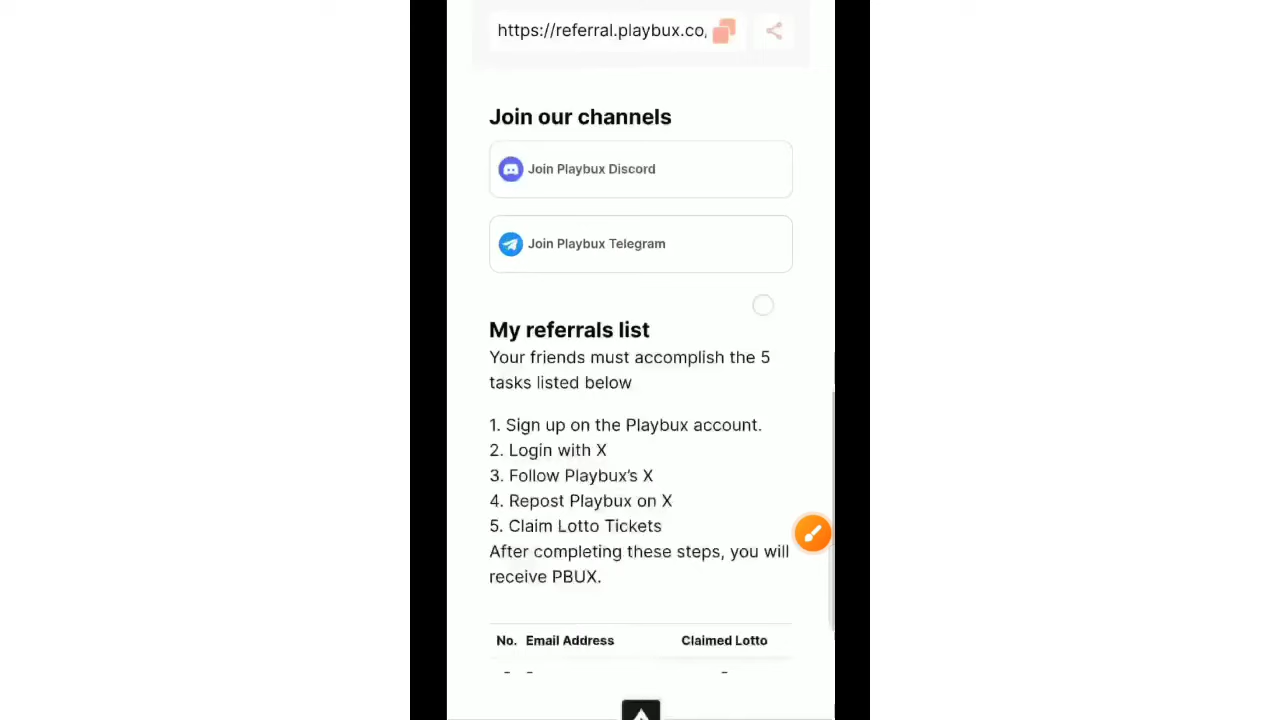 https://referral.playbux.co,
Join our channels
Join Playbux Discord
Join Playbux Telegram
My referrals list
Your friends must accomplish the 5
tasks listed below
1. Sign up on the Playbux account.
2. Login with X
3. Follow Playbux's X
4. Repost Playbux on X
5. Claim Lotto Tickets
After completing these steps, you will
receive PBUX.
No. Email Address Claimed Lotto
- - -